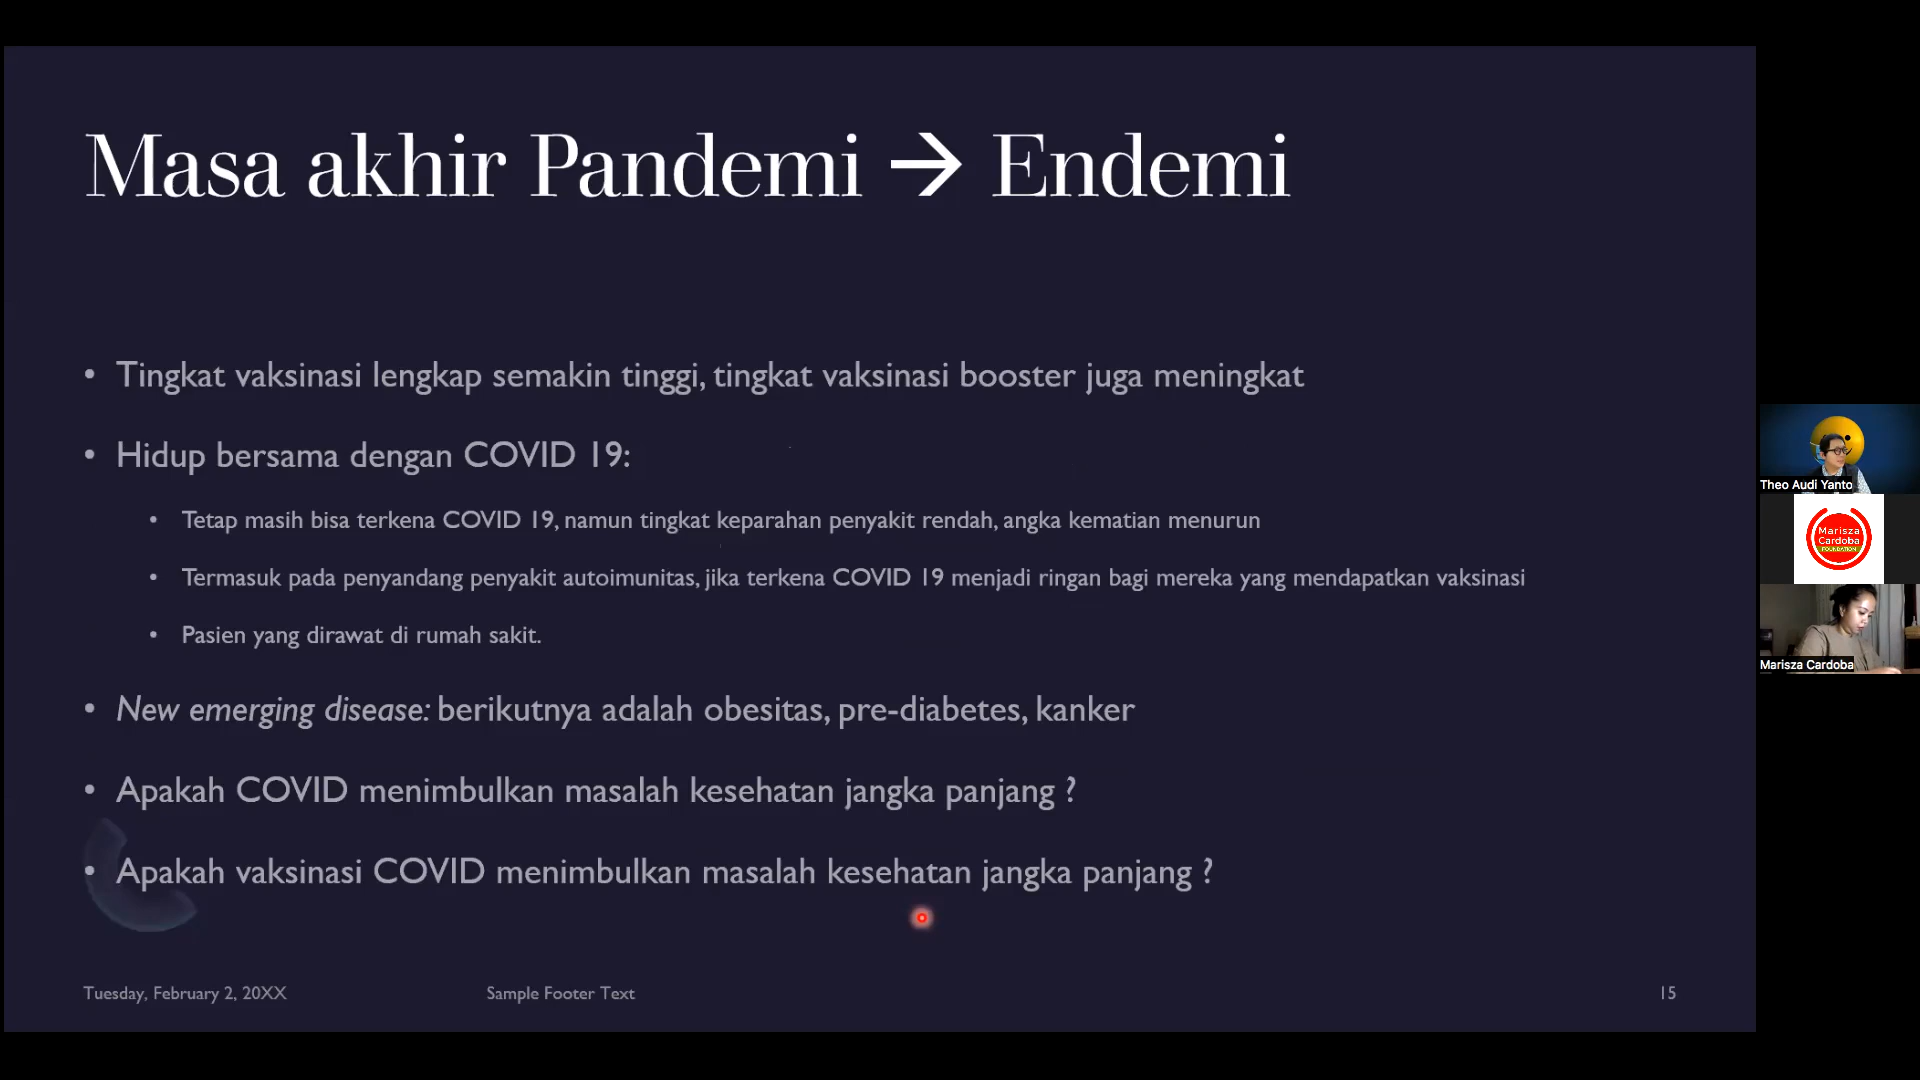 Masa akhir Pandemi → Endemi
• Tingkat vaksinasi lengkap semakin tinggi, tingkat vaksinasi booster juga meningkat
• Hidup bersama dengan COVID 19:
• Tetap masih bisa terkena COVID 19, namun tingkat keparahan penyakit rendah, angka kematian menurun
• Termasuk pada penyandang penyakit autoimunitas, jika terkena COVID 19 menjadi ringan bagi mereka yang mendapatkan vaksinasi
• Pasien yang dirawat di rumah sakit.
• New emerging disease: berikutnya adalah obesitas, pre-diabetes, kanker
• Apakah COVID menimbulkan masalah kesehatan jangka panjang ?
• Apakah vaksinasi COVID menimbulkan masalah kesehatan jangka panjang ?
Tuesday, February 2, 20XX
Sample Footer Text
15
Theo Audi Yanto
Marisza
Cardoba
FOUNDATION
Marisza Cardoba